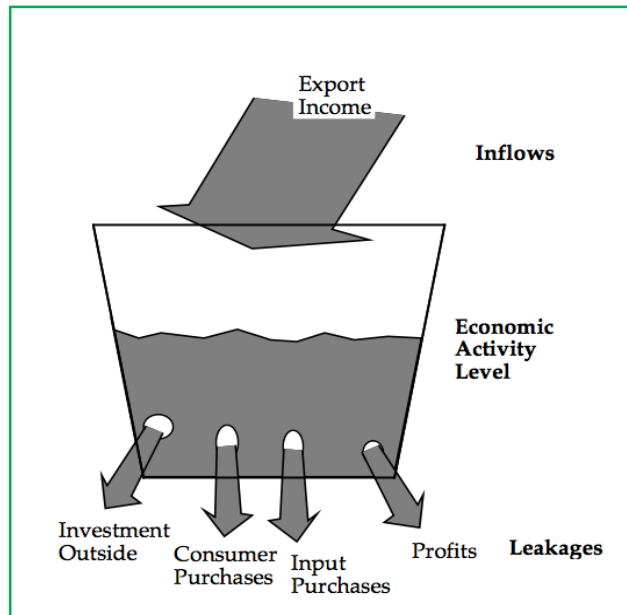 Export
Income
Inflows
Economic
Activity
Level
Investment
Outside
Consumer
Purchases
Input
Purchases
Profits
Leakages